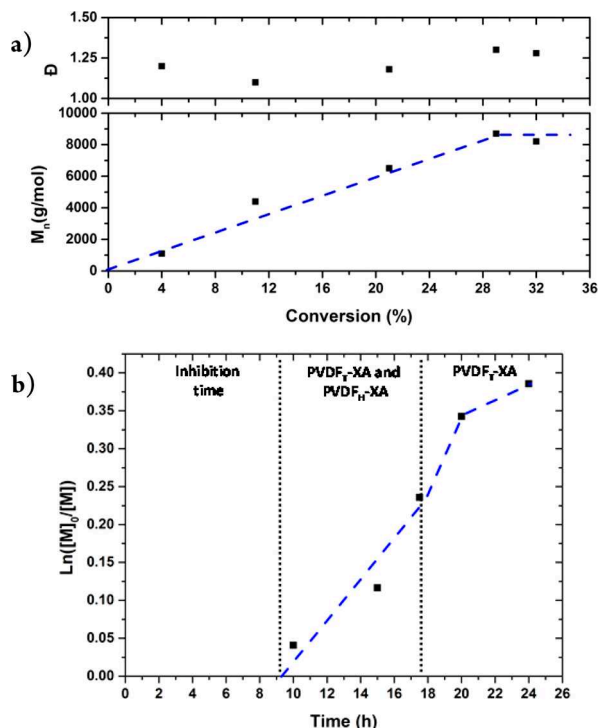 a)
1.50
1.25
1.00
Đ
10000
8000
6000
4000
2000
0
Mₙ(g/mol)
0 4 8 12 16 20 24 28 32 36
Conversion (%)
b)
Inhibition
time
PVDF_T-XA and
PVDF_H-XA
PVDF_T-XA
0.40
0.35
0.30
0.25
0.20
0.15
0.10
0.05
0.00
Ln([M]₀/[M])
0 2 4 6 8 10 12 14 16 18 20 22 24 26
Time (h)